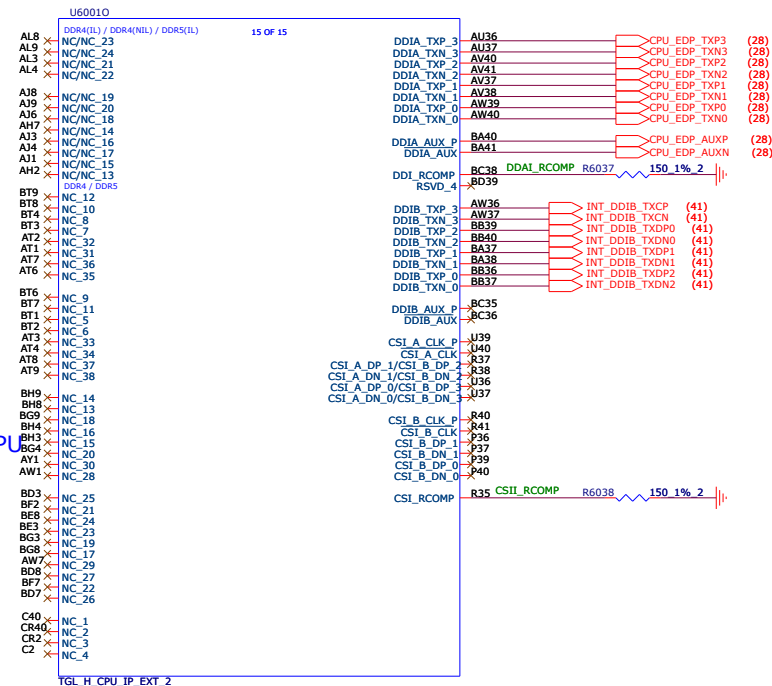 U6001O
DDR4(IL) / DDR4(NIL) / DDR5(IL)
15 OF 15
AL8 NC/NC_23
AL9 NC/NC_24
AL3 NC/NC_21
AL4 NC/NC_22
AJ8 NC/NC_19
AJ9 NC/NC_20
AJ6 NC/NC_18
AH7 NC/NC_14
AJ3 NC/NC_16
AJ4 NC/NC_17
AJ1 NC/NC_15
AH2 NC/NC_13
DDR4 / DDR5
BT9 NC_12
BT8 NC_10
BT4 NC_8
BT3 NC_7
AT2 NC_32
AT1 NC_31
AT7 NC_36
AT6 NC_35
BT6 NC_9
BT7 NC_11
BT1 NC_5
BT2 NC_6
AT3 NC_33
AT4 NC_34
AT8 NC_37
AT9 NC_38
BH9 NC_14
BH8 NC_13
BG9 NC_18
BH4 NC_16
BH3 NC_15
BG4 NC_20
AY1 NC_30
AW1 NC_28
PU
BD3 NC_25
BF2 NC_21
BE8 NC_24
BE3 NC_23
BG3 NC_19
BG8 NC_17
AW7 NC_29
BD8 NC_27
BF7 NC_22
BD7 NC_26
C40 NC_1
CR40 NC_2
CR2 NC_3
C2 NC_4
DDIA_TXP_3 AU36 CPU_EDP_TXP3 (28)
DDIA_TXN_3 AU37 CPU_EDP_TXN3 (28)
DDIA_TXP_2 AV40 CPU_EDP_TXP2 (28)
DDIA_TXN_2 AV41 CPU_EDP_TXN2 (28)
DDIA_TXP_1 AV37 CPU_EDP_TXP1 (28)
DDIA_TXN_1 AV38 CPU_EDP_TXN1 (28)
DDIA_TXP_0 AW39 CPU_EDP_TXP0 (28)
DDIA_TXN_0 AW40 CPU_EDP_TXN0 (28)
DDIA_AUX_P BA40 CPU_EDP_AUXP (28)
DDIA_AUX BA41 CPU_EDP_AUXN (28)
DDI_RCOMP BC38 DDAI_RCOMP R6037 150_1%_2
RSVD_4 BD39
DDIB_TXP_3 AW36 INT_DDIB_TXCP (41)
DDIB_TXN_3 AW37 INT_DDIB_TXCN (41)
DDIB_TXP_2 BB39 INT_DDIB_TXDP0 (41)
DDIB_TXN_2 BB40 INT_DDIB_TXDN0 (41)
DDIB_TXP_1 BA37 INT_DDIB_TXDP1 (41)
DDIB_TXN_1 BA38 INT_DDIB_TXDN1 (41)
DDIB_TXP_0 BB36 INT_DDIB_TXDP2 (41)
DDIB_TXN_0 BB37 INT_DDIB_TXDN2 (41)
DDIB_AUX_P BC35
DDIB_AUX BC36
CSI_A_CLK_P U39
CSI_A_CLK U40
CSI_A_DP_1/CSI_B_DP_2 R37
CSI_A_DN_1/CSI_B_DN_2 R38
CSI_A_DP_0/CSI_B_DP_3 U36
CSI_A_DN_0/CSI_B_DN_3 U37
CSI_B_CLK_P R40
CSI_B_CLK R41
CSI_B_DP_1 P36
CSI_B_DN_1 P37
CSI_B_DP_0 P39
CSI_B_DN_0 P40
CSI_RCOMP R35 CSII_RCOMP R6038 150_1%_2
TGL_H_CPU_IP_EXT_2